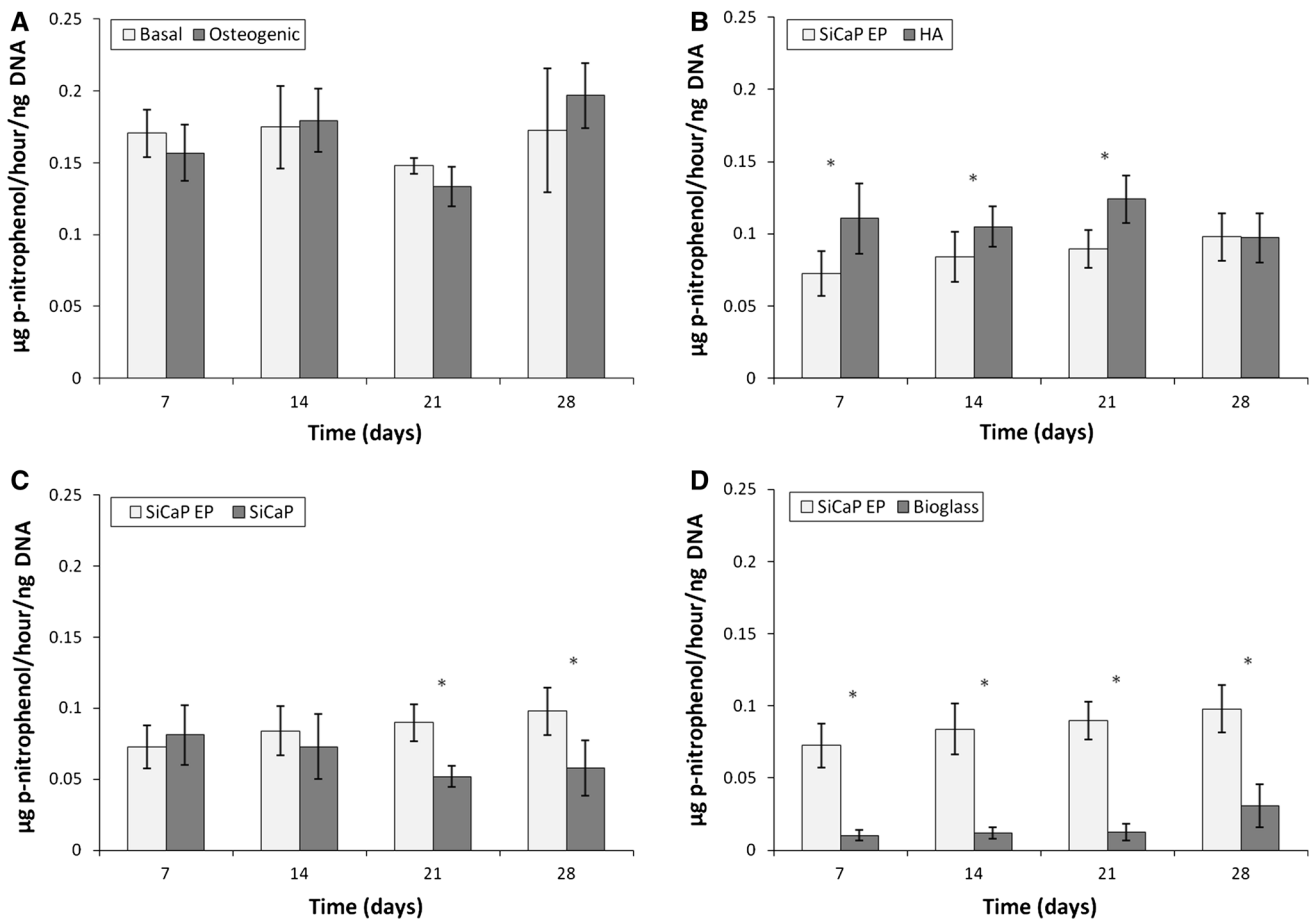 A
Basal Osteogenic
µg p-nitrophenol/hour/ng DNA
0.25
0.2
0.15
0.1
0.05
0
7 14 21 28
Time (days)
B
SiCaP EP HA
µg p-nitrophenol/hour/ng DNA
0.25
0.2
0.15
0.1
0.05
0
* * *
7 14 21 28
Time (days)
C
SiCaP EP SiCaP
µg p-nitrophenol/hour/ng DNA
0.25
0.2
0.15
0.1
0.05
0
* *
7 14 21 28
Time (days)
D
SiCaP EP Bioglass
µg p-nitrophenol/hour/ng DNA
0.25
0.2
0.15
0.1
0.05
0
* * * *
7 14 21 28
Time (days)